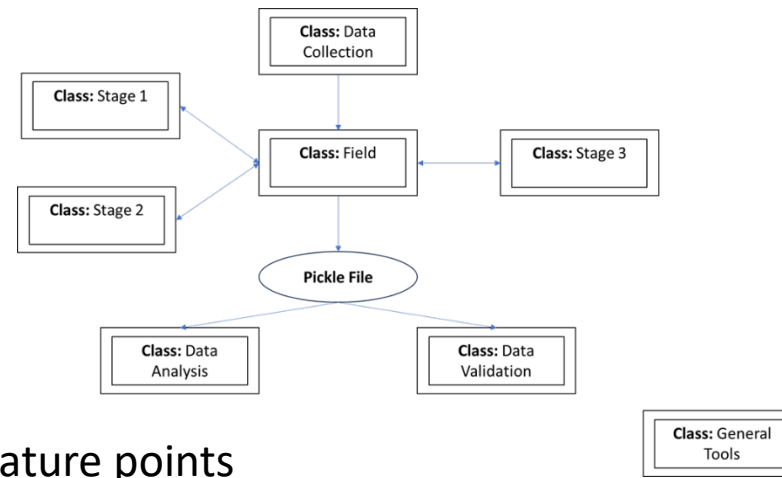 Class: Data
Collection
Class: Stage 1
Class: Field
Class: Stage 3
Class: Stage 2
Pickle File
Class: Data
Analysis
Class: Data
Validation
Class: General
Tools
ature points